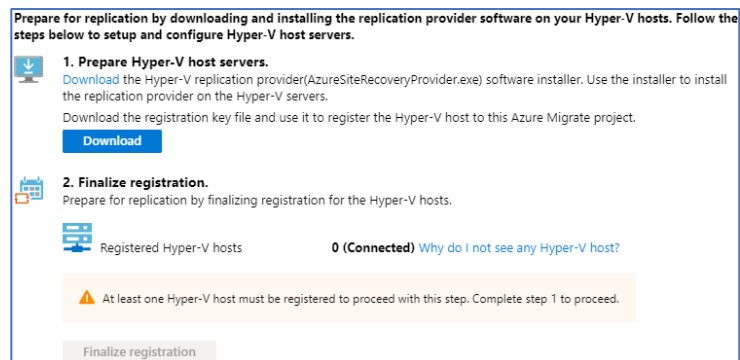 Prepare for replication by downloading and installing the replication provider software on your Hyper-V hosts. Follow the
steps below to setup and configure Hyper-V host servers.
1. Prepare Hyper-V host servers.
Download the Hyper-V replication provider(AzureSiteRecoveryProvider.exe) software installer. Use the installer to install
the replication provider on the Hyper-V servers.
Download the registration key file and use it to register the Hyper-V host to this Azure Migrate project.
Download
2. Finalize registration.
Prepare for replication by finalizing registration for the Hyper-V hosts.
Registered Hyper-V hosts 0 (Connected) Why do I not see any Hyper-V host?
At least one Hyper-V host must be registered to proceed with this step. Complete step 1 to proceed.
Finalize registration